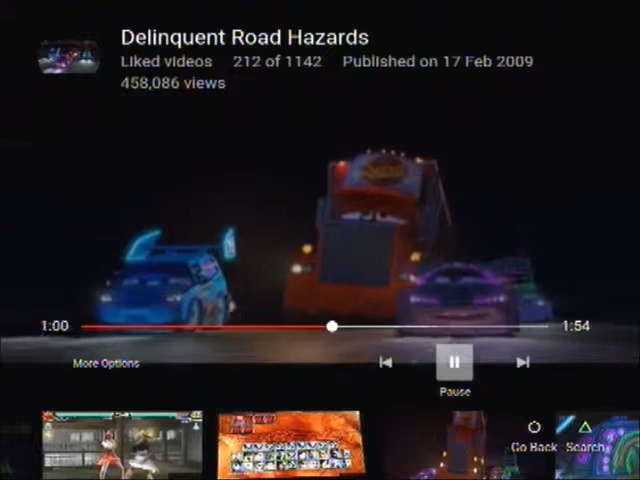 Delinquent Road Hazards
Liked videos 212 of 1142 Published on 17 Feb 2009
458,086 views
1:00 1:54
More Options
Pause
Go Back Search